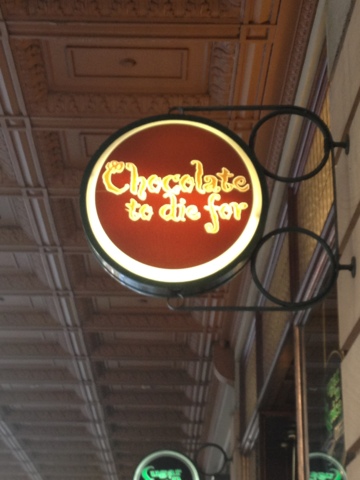 Chocolate
to die for